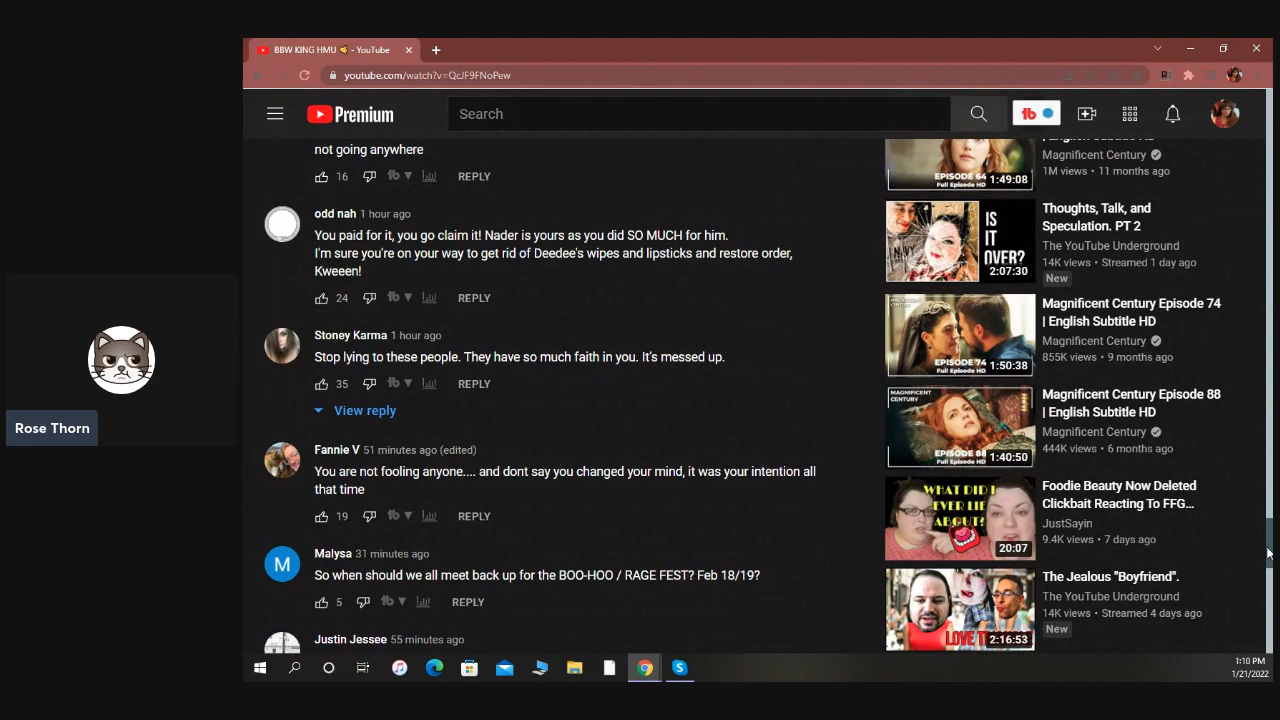 BBW KING HMU - YouTube
youtube.com/watch?v=QcJF9FNoPew
Premium
Search
not going anywhere
16 REPLY
odd nah 1 hour ago
You paid for it, you go claim it! Nader is yours as you did SO MUCH for him.
I'm sure you're on your way to get rid of Deedee's wipes and lipsticks and restore order,
Kweeen!
24 REPLY
Stoney Karma 1 hour ago
Stop lying to these people. They have so much faith in you. It's messed up.
35 REPLY
View reply
Fannie V 51 minutes ago (edited)
You are not fooling anyone.... and dont say you changed your mind, it was your intention all
that time
19 REPLY
M
Malysa 31 minutes ago
So when should we all meet back up for the BOO-HOO / RAGE FEST? Feb 18/19?
5 REPLY
Justin Jessee 55 minutes ago
EPISODE 64
Full Episode HD
1:49:08
Magnificent Century
1M views • 11 months ago
IS
IT
OVER?
2:07:30
Thoughts, Talk, and
Speculation. PT 2
The YouTube Underground
14K views • Streamed 1 day ago
New
EPISODE 74
Full Episode HD
1:50:38
Magnificent Century Episode 74
| English Subtitle HD
Magnificent Century
855K views • 9 months ago
MAGNIFICENT
CENTURY
EPISODE 88
Full Episode HD
1:40:50
Magnificent Century Episode 88
| English Subtitle HD
Magnificent Century
444K views • 6 months ago
WHAT DID I
EVER LIE
ABOUT?
20:07
Foodie Beauty Now Deleted
Clickbait Reacting To FFG...
JustSayin
9.4K views • 7 days ago
2:16:53
The Jealous "Boyfriend".
The YouTube Underground
14K views • Streamed 4 days ago
New
Rose Thorn
1:10 PM
1/21/2022